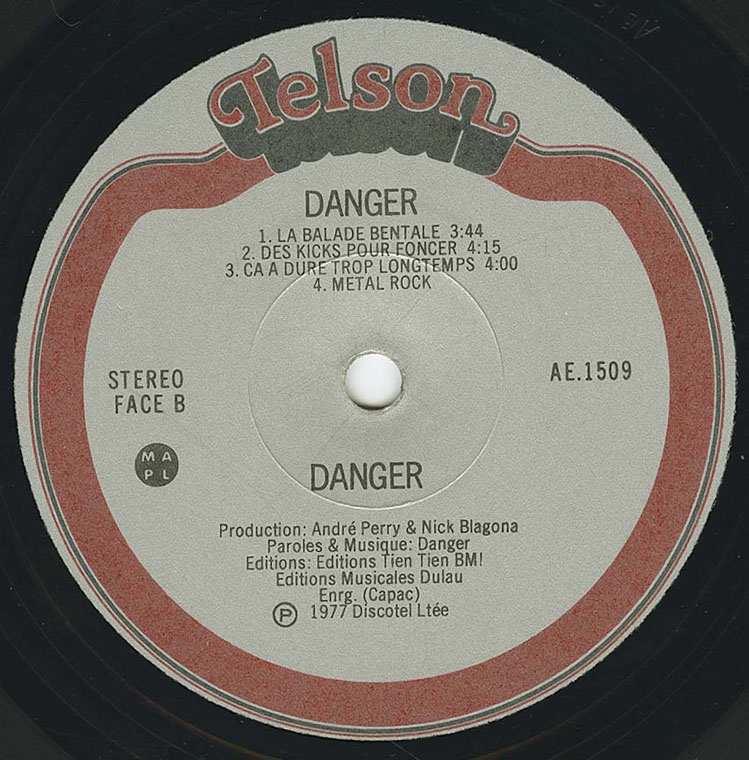 Telson
DANGER
1. LA BALADE BENTALE 3:44
2. DES KICKS POUR FONCER 4:15
3. CA A DURE TROP LONGTEMPS 4:00
4. METAL ROCK
STEREO
FACE B
AE.1509
M A
P L
DANGER
Production: André Perry & Nick Blagona
Paroles & Musique: Danger
Editions: Editions Tien Tien BM!
Editions Musicales Dulau
Enrg. (Capac)
℗ 1977 Discotel Ltée